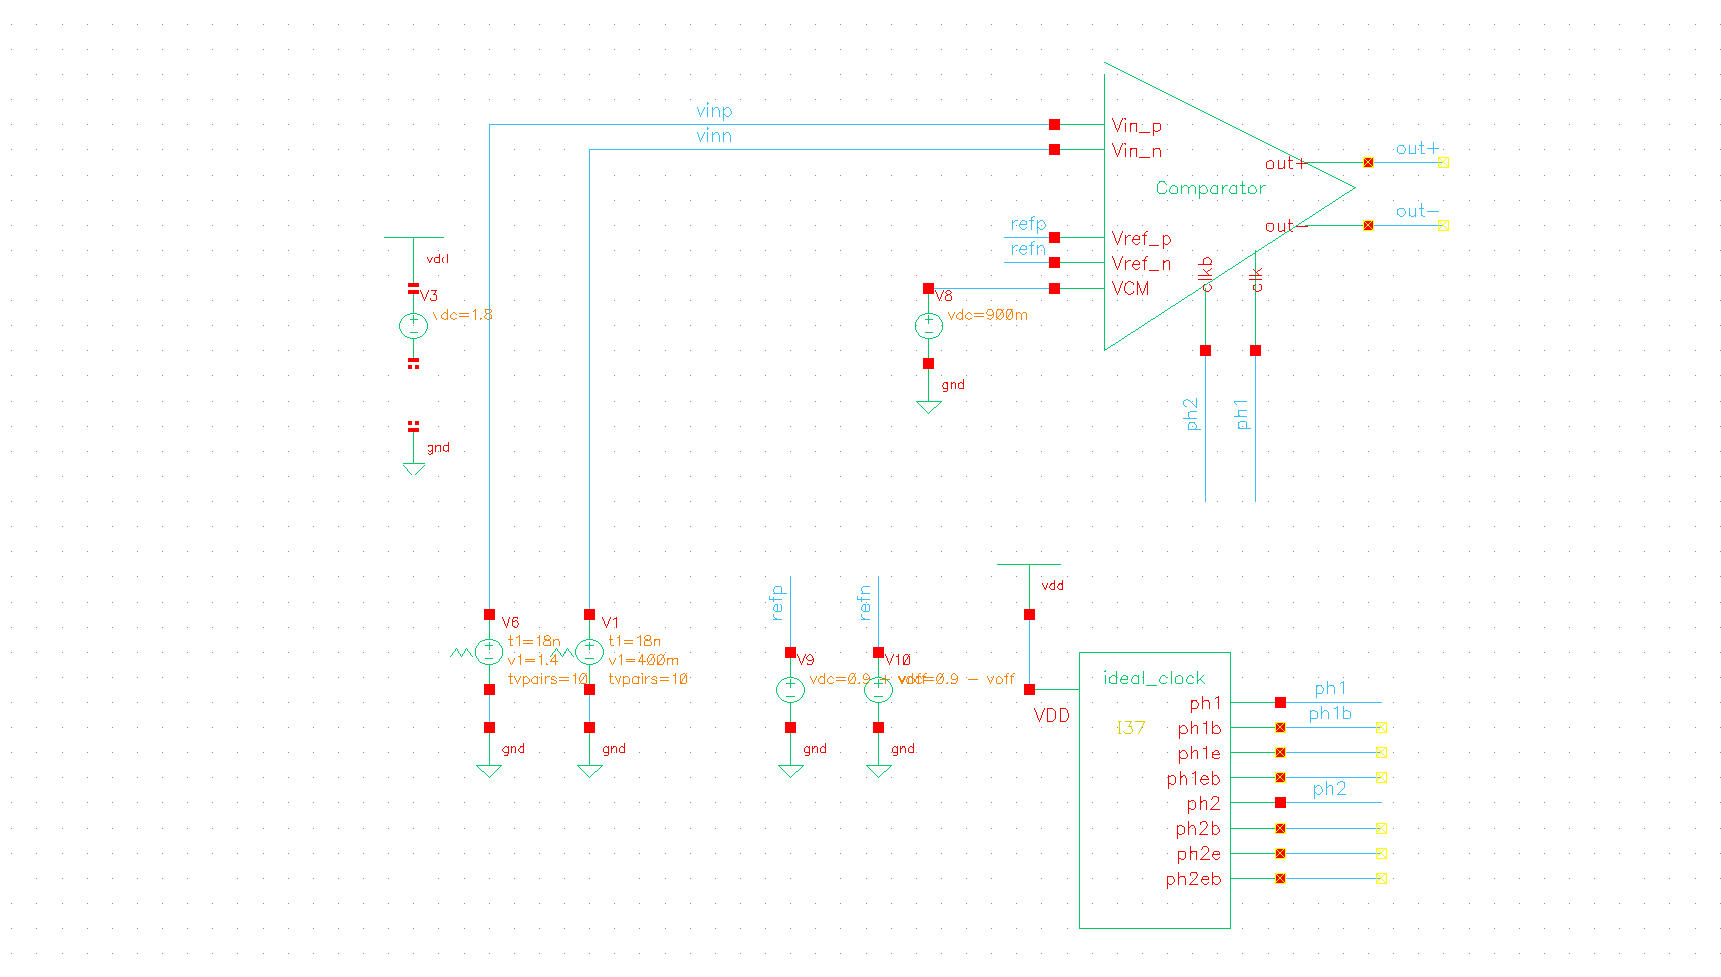 vinp
vinn
Vin_p
Vin_n
Comparator
out+
out-
out+
out-
refp
refn
Vref_p
Vref_n
VCM
clkb
clk
ph2
ph1
vdd
V3
vdc=1.8
gnd
V8
vdc=900m
gnd
V6
t1=18n
v1=1.4
tvpairs=10
gnd
V1
t1=18n
v1=400m
tvpairs=10
gnd
refp
V9
vdc=0.9 +
gnd
refn
V10
vdc=0.9 - voff
gnd
vdd
VDD
ideal_clock
I37
ph1
ph1b
ph1e
ph1eb
ph2
ph2b
ph2e
ph2eb
ph1
ph1b
ph2